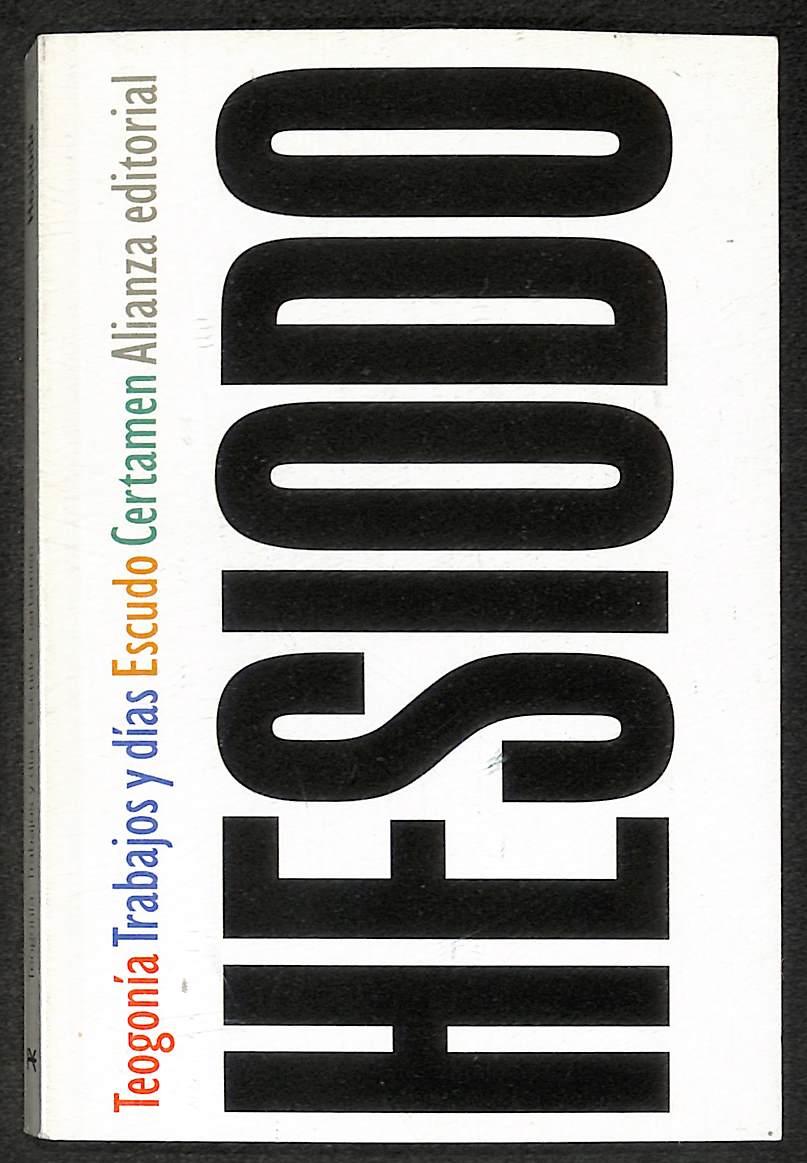 Teogonía Trabajos y días Escudo Certamen Alianza editorial
HESIODO